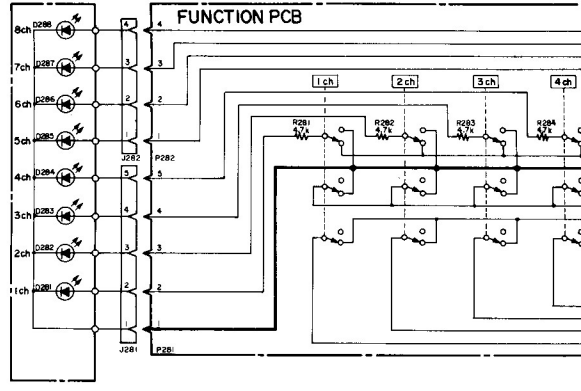 FUNCTION PCB
8ch D288 4 4
7ch D287 3 3
6ch D286 2 2
5ch D285 1 1
J282 P282
4ch D284 5 5
3ch D283 4 4
2ch D282 3 3
1ch D281 2 2
1 1
J281 P281
1ch 2ch 3ch 4ch
R281 R282 R283 R284
4.7k 4.7k 4.7k 4.7k